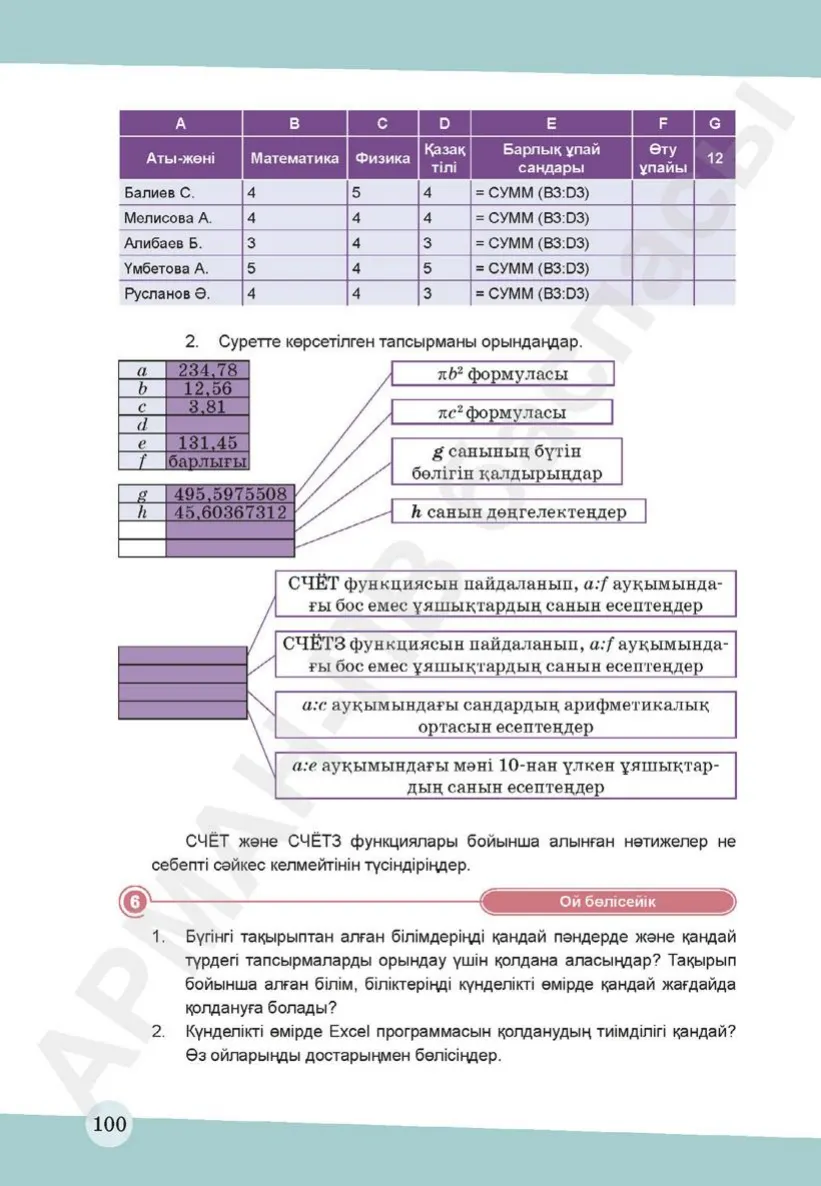 A B C D E F G
Аты-жөні Математика Физика Қазақ тілі Барлық ұпай сандары Өту ұпайы 12
Балиев С. 4 5 4 = СУММ (B3:D3)
Мелисова А. 4 4 4 = СУММ (B3:D3)
Алибаев Б. 3 4 3 = СУММ (B3:D3)
Үмбетова А. 5 4 5 = СУММ (B3:D3)
Русланов Ә. 4 4 3 = СУММ (B3:D3)
2. Суретте көрсетілген тапсырманы орындаңдар.
a 234,78
b 12,56
c 3,81
d
e 131,45
f барлығы
g 495,5975508
h 45,60367312
πb² формуласы
πc² формуласы
g санының бүтін
бөлігін қалдырыңдар
h санын дөңгелектеңдер
СЧЁТ функциясын пайдаланып, a:f ауқымында-
ғы бос емес ұяшықтардың санын есептеңдер
СЧЁТЗ функциясын пайдаланып, a:f ауқымында-
ғы бос емес ұяшықтардың санын есептеңдер
a:c ауқымындағы сандардың арифметикалық
ортасын есептеңдер
a:e ауқымындағы мәні 10-нан үлкен ұяшықтар-
дың санын есептеңдер
СЧЁТ және СЧЁТЗ функциялары бойынша алынған нәтижелер не
себепті сәйкес келмейтінін түсіндіріңдер.
6 Ой бөлісейік
1. Бүгінгі тақырыптан алған білімдеріңді қандай пәндерде және қандай
түрдегі тапсырмаларды орындау үшін қолдана аласыңдар? Тақырып
бойынша алған білім, біліктеріңді күнделікті өмірде қандай жағдайда
қолдануға болады?
2. Күнделікті өмірде Excel программасын қолданудың тиімділігі қандай?
Өз ойларыңды достарыңмен бөлісіңдер.
100
АРМАН-ПВ баспасы